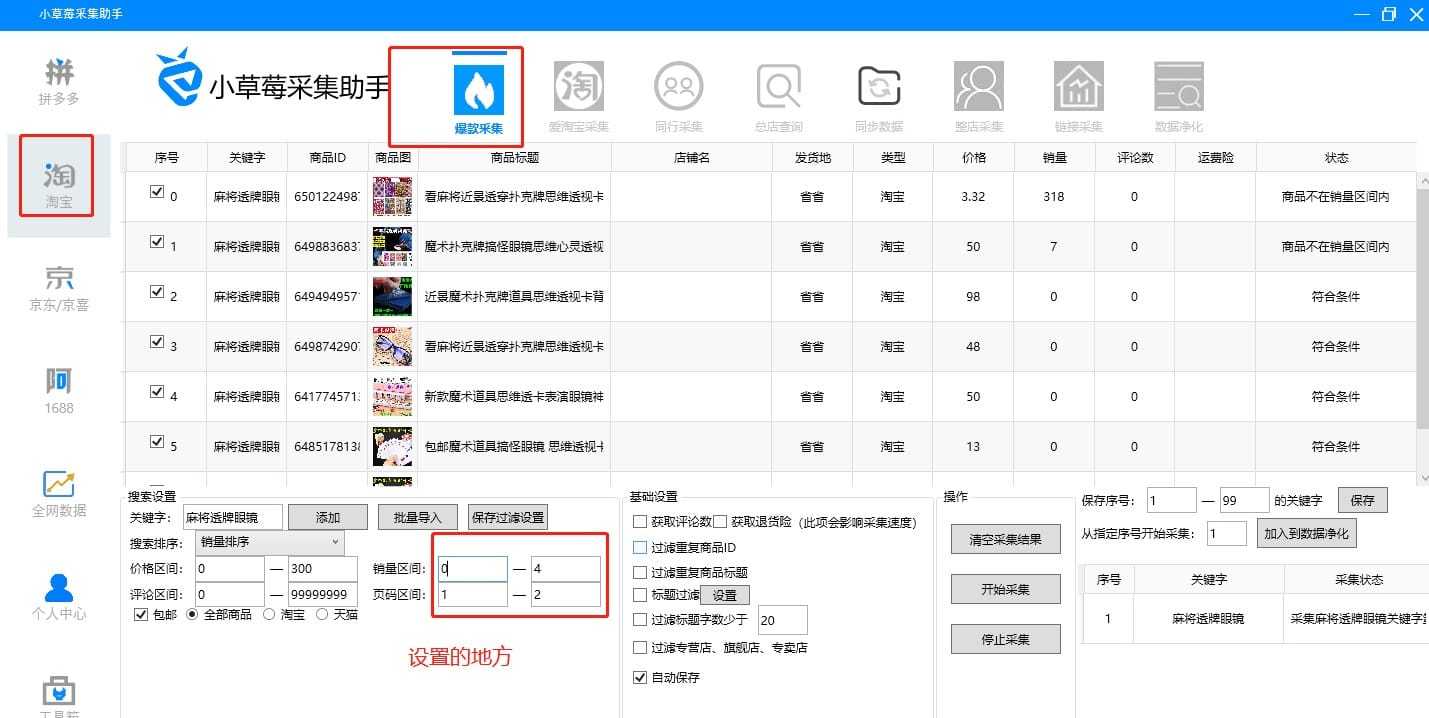 小草莓采集助手
拼多多
淘宝
京东/京喜
1688
全网数据
个人中心
小草莓采集助手
爆款采集 爱淘宝采集 同行采集 总店查询 同步数据 整店采集 链接采集 数据净化
序号 关键字 商品ID 商品图 商品标题 店铺名 发货地 类型 价格 销量 评论数 运费险 状态
0 麻将透牌眼 650122498 看麻将近景透穿扑克牌思维透视卡 省省 淘宝 3.32 318 0 商品不在销量区间内
1 麻将透牌眼 649883683 魔术扑克牌搞怪眼镜思维心灵透视 省省 淘宝 50 7 0 商品不在销量区间内
2 麻将透牌眼 649494957 近景魔术扑克牌道具思维透视卡背 省省 淘宝 98 0 0 符合条件
3 麻将透牌眼 649874290 看麻将近景透穿扑克牌思维透视卡 省省 淘宝 48 0 0 符合条件
4 麻将透牌眼 641774571 新款魔术道具思维透卡表演眼镜神 省省 淘宝 50 0 0 符合条件
5 麻将透牌眼 648517813 包邮魔术道具搞怪眼镜 思维透视卡 省省 淘宝 13 0 0 符合条件
搜索设置
关键字： 麻将透牌眼镜 添加 批量导入 保存过滤设置
搜索排序： 销量排序
价格区间： 0 — 300 销量区间： 0 — 4
评论区间： 0 — 99999999 页码区间： 1 — 2
包邮 全部商品 淘宝 天猫
设置的地方
基础设置
获取评论数 获取退货险 (此项会影响采集速度)
过滤重复商品ID
过滤重复商品标题
标题过滤 设置
过滤标题字数少于 20
过滤专营店、旗舰店、专卖店
自动保存
操作
清空采集结果
开始采集
停止采集
保存序号： 1 — 99 的关键字 保存
从指定序号开始采集： 1 加入到数据净化
序号 关键字 采集状态
1 麻将透牌眼镜 采集麻将透牌眼镜关键字